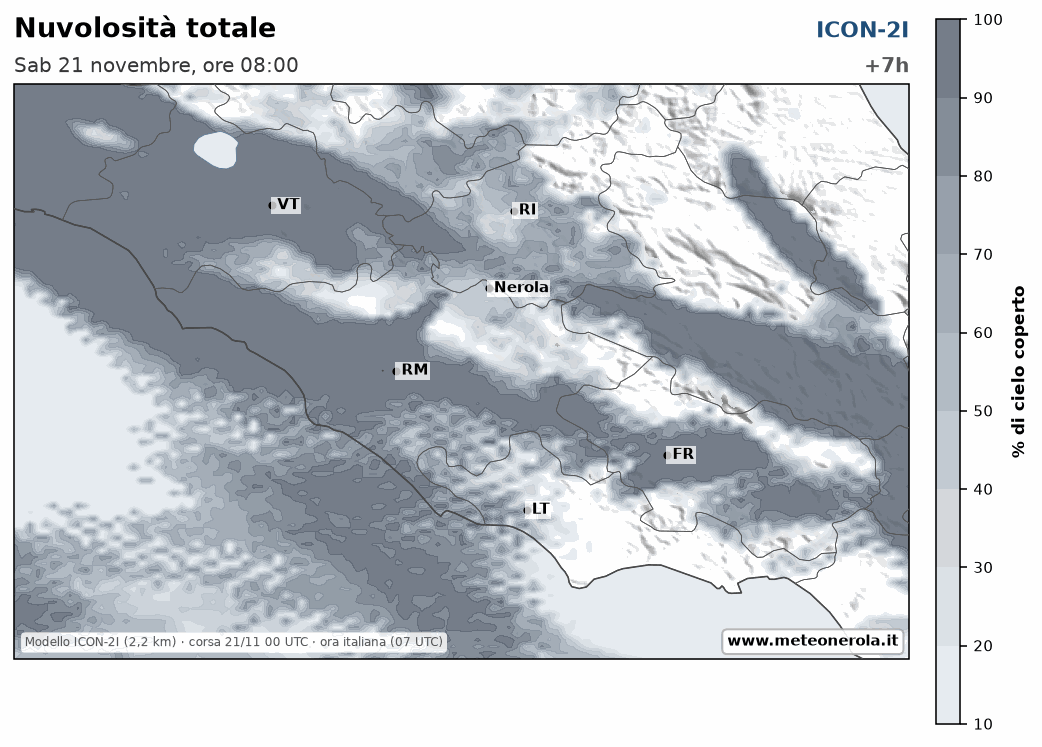 Nuvolosità totale
ICON-2I
Sab 21 novembre, ore 08:00
+7h
100
90
80
70
60
50
40
30
20
10
% di cielo coperto
VT
RI
Nerola
RM
FR
LT
Modello ICON-2I (2,2 km) · corsa 21/11 00 UTC · ora italiana (07 UTC)
www.meteonerola.it